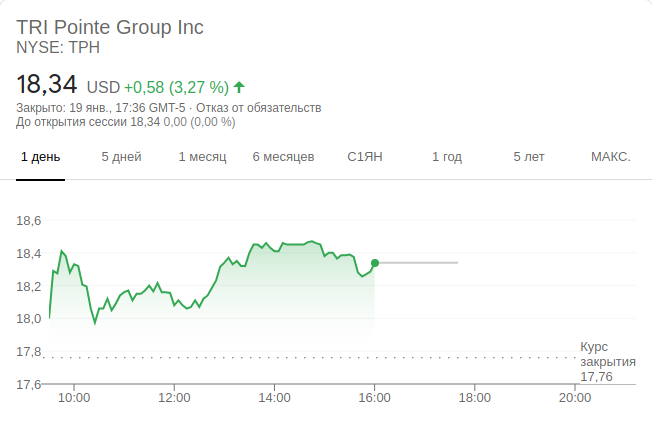 TRI Pointe Group Inc
NYSE: TPH
18,34 USD +0,58 (3,27 %)
Закрыто: 19 янв., 17:36 GMT-5 · Отказ от обязательств
До открытия сессии 18,34 0,00 (0,00 %)
1 день 5 дней 1 месяц 6 месяцев С1ЯН 1 год 5 лет МАКС.
18,6
18,4
18,2
18,0
17,8
17,6
Курс
закрытия
17,76
10:00 12:00 14:00 16:00 18:00 20:00